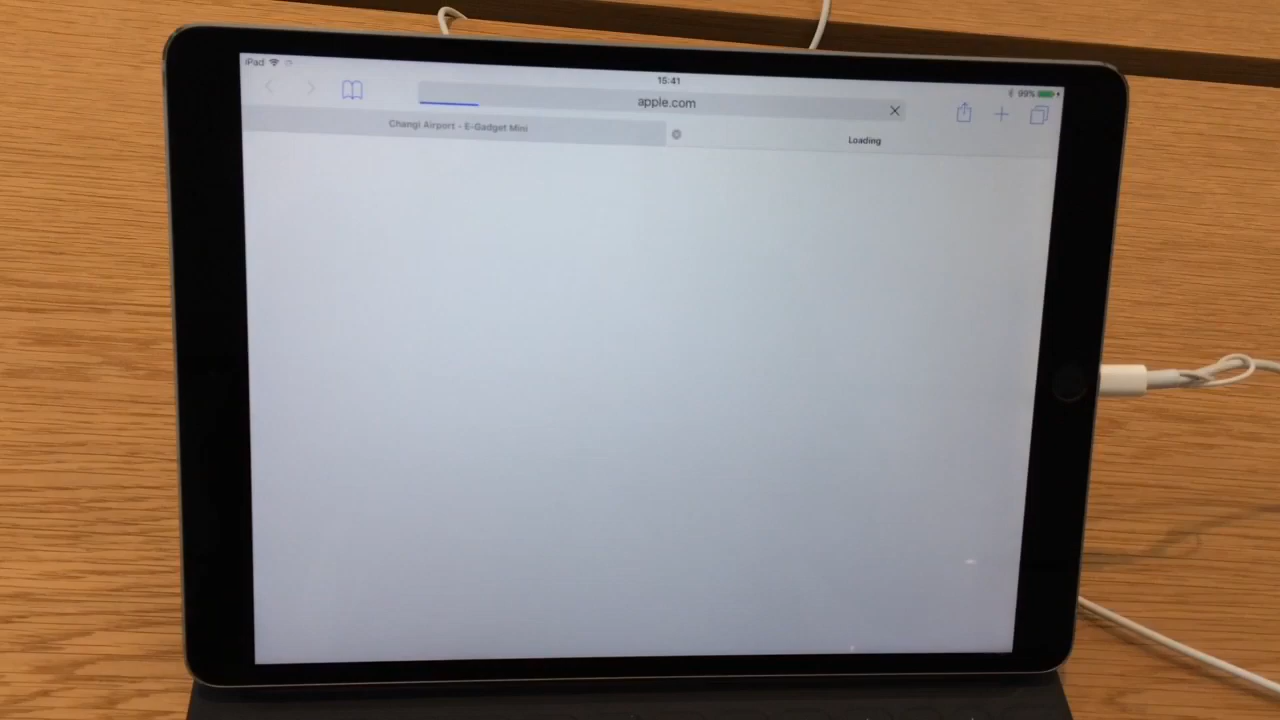 iPad
15:41
99%
apple.com
Changi Airport - E-Gadget Mini
Loading